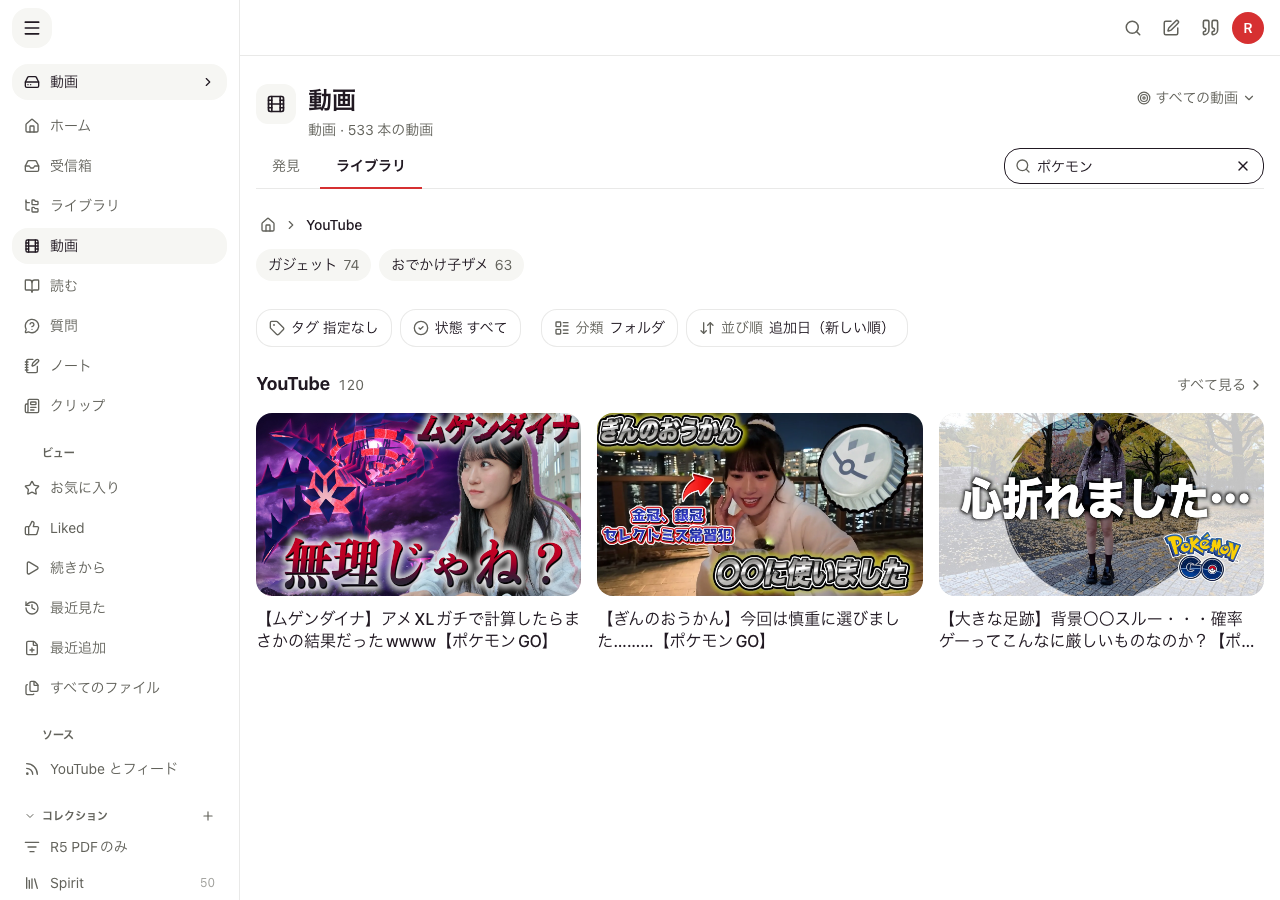 R
動画
ホーム
受信箱
ライブラリ
動画
読む
質問
ノート
クリップ
ビュー
お気に入り
Liked
続きから
最近見た
最近追加
すべてのファイル
ソース
YouTube とフィード
コレクション
R5 PDFのみ
Spirit 50
動画
動画 · 533 本の動画
すべての動画
発見 ライブラリ
ポケモン
YouTube
ガジェット 74 おでかけ子ザメ 63
タグ 指定なし 状態 すべて 分類 フォルダ 並び順 追加日（新しい順）
YouTube 120
すべて見る
ムゲンダイナ
無理じゃね？
【ムゲンダイナ】アメXLガチで計算したらま
さかの結果だったwwww【ポケモンGO】
ぎんのおうかん
金冠、銀冠
セレクトミス常習犯
〇〇に使いました
【ぎんのおうかん】今回は慎重に選びまし
た………【ポケモンGO】
心折れました…
POKÉMON
GO
【大きな足跡】背景〇〇スルー・・・確率
ゲーってこんなに厳しいものなのか？【ポ…